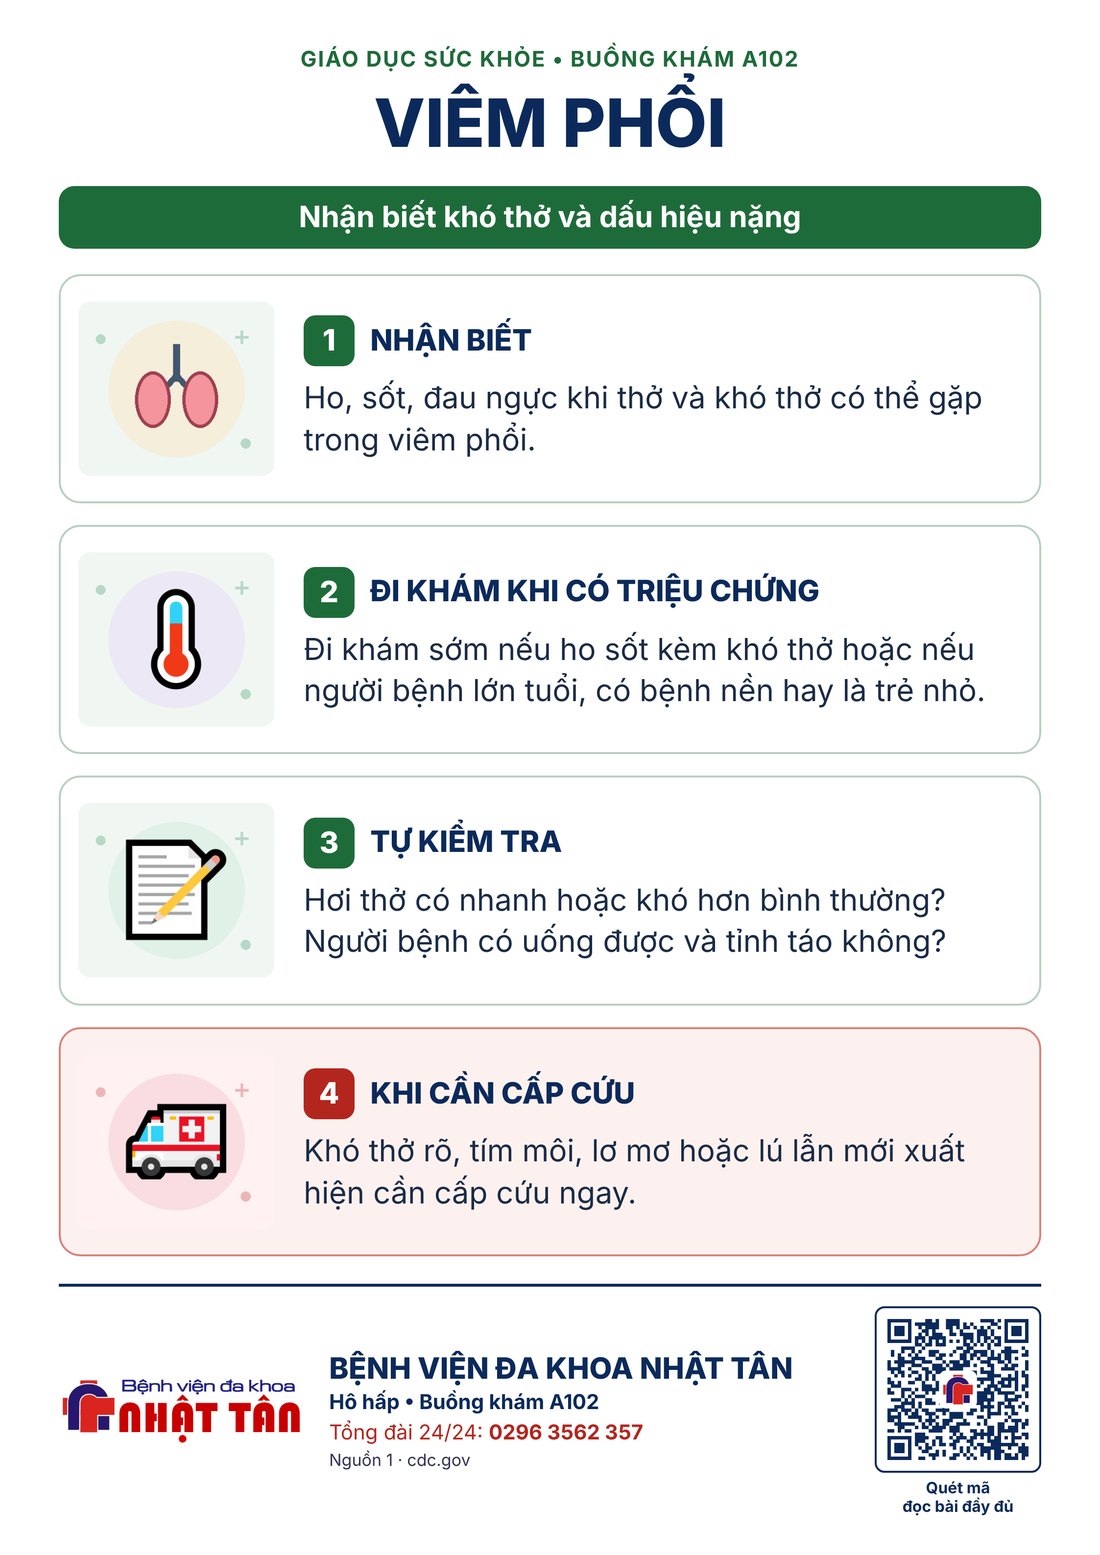 GIÁO DỤC SỨC KHỎE • BUỒNG KHÁM A102
VIÊM PHỔI
Nhận biết khó thở và dấu hiệu nặng
1 NHẬN BIẾT
Ho, sốt, đau ngực khi thở và khó thở có thể gặp
trong viêm phổi.
2 ĐI KHÁM KHI CÓ TRIỆU CHỨNG
Đi khám sớm nếu ho sốt kèm khó thở hoặc nếu
người bệnh lớn tuổi, có bệnh nền hay là trẻ nhỏ.
3 TỰ KIỂM TRA
Hơi thở có nhanh hoặc khó hơn bình thường?
Người bệnh có uống được và tỉnh táo không?
4 KHI CẦN CẤP CỨU
Khó thở rõ, tím môi, lơ mơ hoặc lú lẫn mới xuất
hiện cần cấp cứu ngay.
Bệnh viện đa khoa
NHẬT TÂN
BỆNH VIỆN ĐA KHOA NHẬT TÂN
Hô hấp • Buồng khám A102
Tổng đài 24/24: 0296 3562 357
Nguồn 1 · cdc.gov
Quét mã
đọc bài đầy đủ